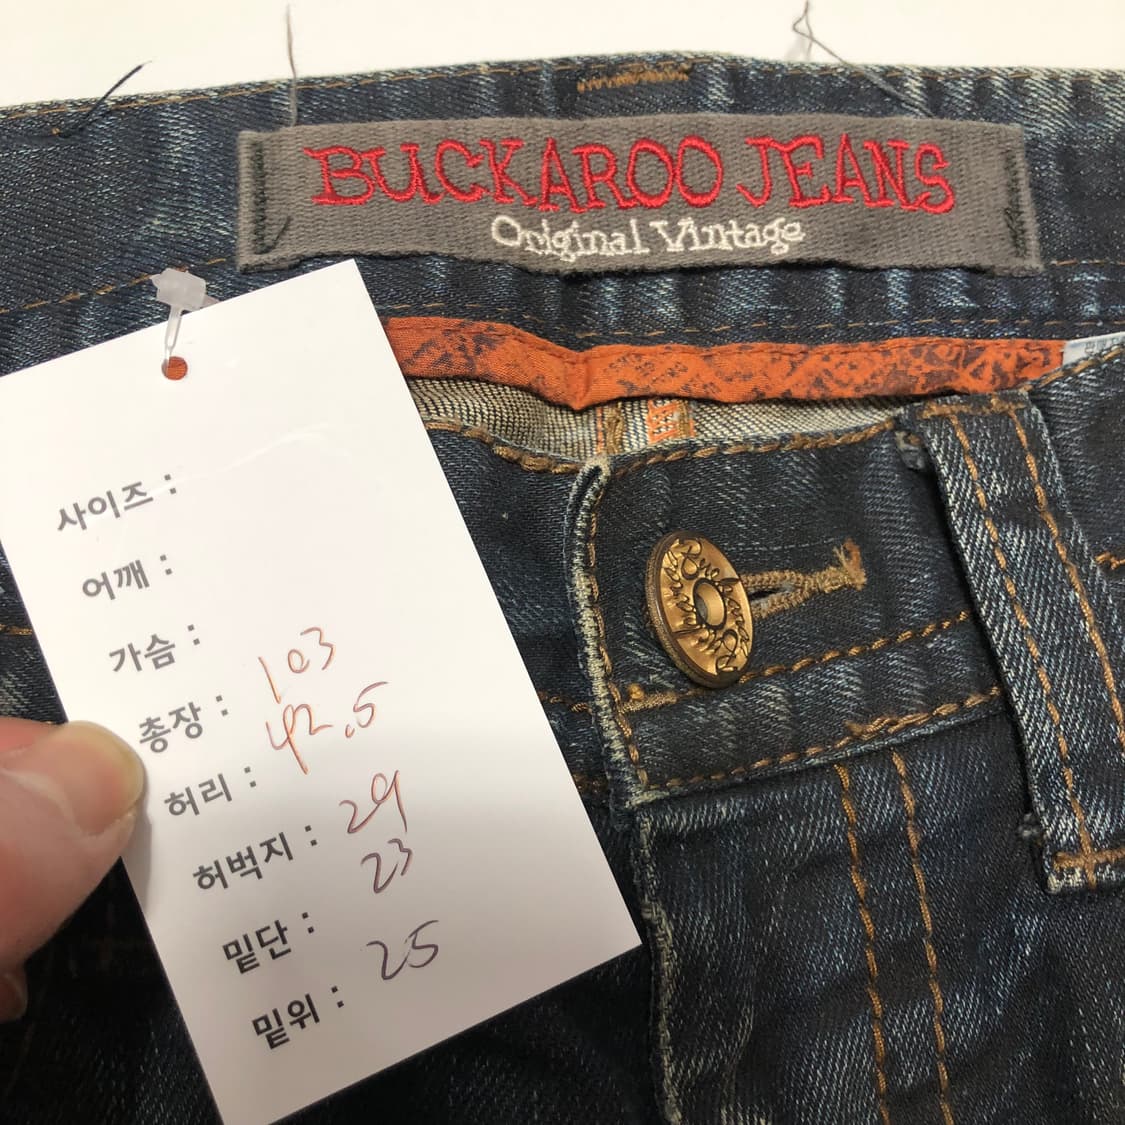 BUCKAROO JEANS
Original Vintage
사이즈 :
어깨 :
가슴 :
총장 : 103
허리 : 42.5
허벅지 : 29
밑단 : 23
밑위 : 25